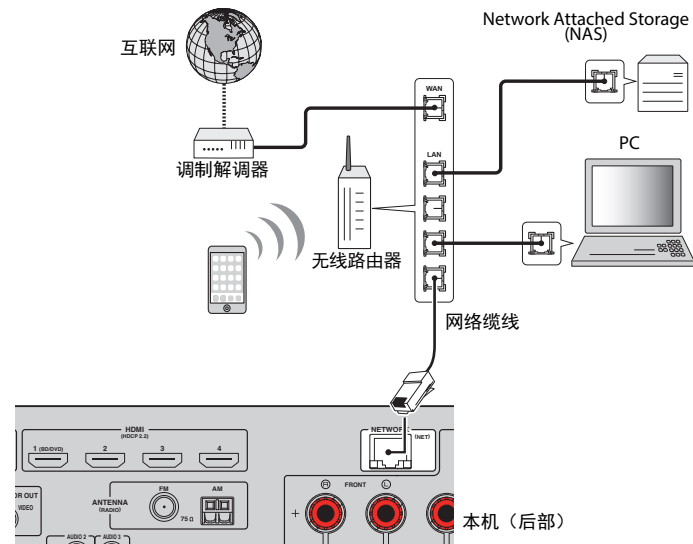 Network Attached Storage
(NAS)
互联网
WAN
PC
LAN
调制解调器
无线路由器
网络缆线
HDMI
(HDCP 2.2)
NETWORK
(NET)
1 (BD/DVD)
2
3
4
FM
AM
ANTENNA
(RADIO)
75 Ω
R
FRONT
L
OR OUT
VIDEO
+
本机（后部）
AUDIO 2
AUDIO 3